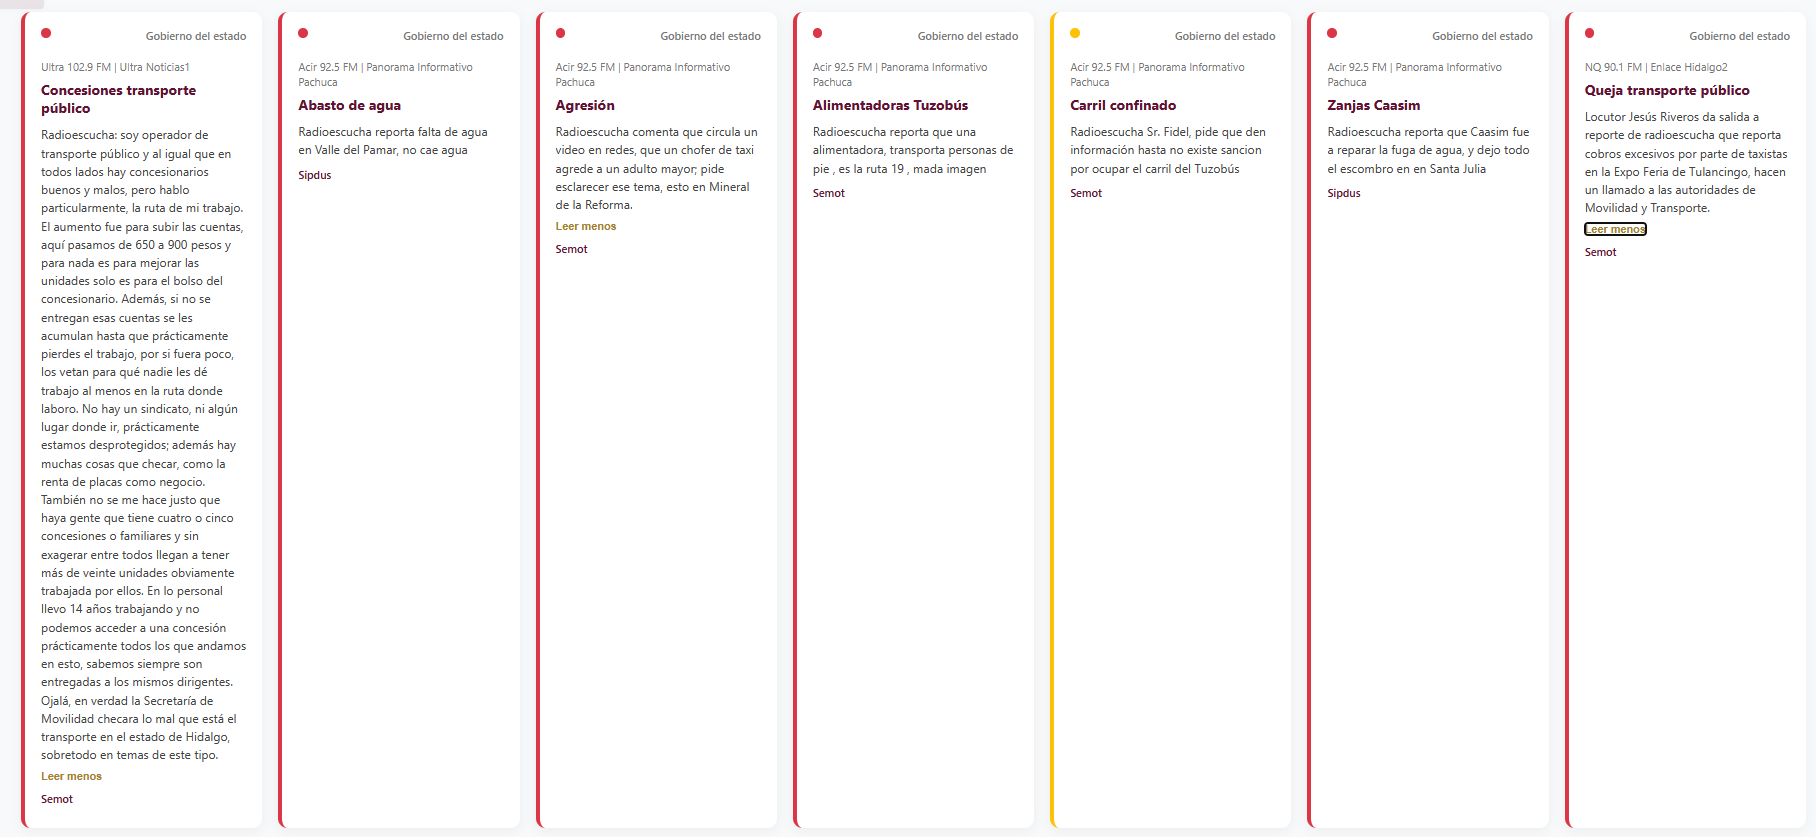 Gobierno del estado
Ultra 102.9 FM | Ultra Noticias1
Concesiones transporte
público
Radioescucha: soy operador de
transporte público y al igual que en
todos lados hay concesionarios
buenos y malos, pero hablo
particularmente, la ruta de mi trabajo.
El aumento fue para subir las cuentas,
aquí pasamos de 650 a 900 pesos y
para nada es para mejorar las
unidades solo es para el bolso del
concesionario. Además, si no se
entregan esas cuentas se les
acumulan hasta que prácticamente
pierdes el trabajo, por si fuera poco,
los vetan para qué nadie les dé
trabajo al menos en la ruta donde
laboro. No hay un sindicato, ni algún
lugar donde ir, prácticamente
estamos desprotegidos; además hay
muchas cosas que checar, como la
renta de placas como negocio.
También no se me hace justo que
haya gente que tiene cuatro o cinco
concesiones o familiares y sin
exagerar entre todos llegan a tener
más de veinte unidades obviamente
trabajada por ellos. En lo personal
llevo 14 años trabajando y no
podemos acceder a una concesión
prácticamente todos los que andamos
en esto, sabemos siempre son
entregadas a los mismos dirigentes.
Ojalá, en verdad la Secretaría de
Movilidad checara lo mal que está el
transporte en el estado de Hidalgo,
sobretodo en temas de este tipo.
Leer menos
Semot
Gobierno del estado
Acir 92.5 FM | Panorama Informativo
Pachuca
Abasto de agua
Radioescucha reporta falta de agua
en Valle del Pamar, no cae agua
Sipdus
Gobierno del estado
Acir 92.5 FM | Panorama Informativo
Pachuca
Agresión
Radioescucha comenta que circula un
video en redes, que un chofer de taxi
agrede a un adulto mayor; pide
esclarecer ese tema, esto en Mineral
de la Reforma.
Leer menos
Semot
Gobierno del estado
Acir 92.5 FM | Panorama Informativo
Pachuca
Alimentadoras Tuzobús
Radioescucha reporta que una
alimentadora, transporta personas de
pie , es la ruta 19 , mada imagen
Semot
Gobierno del estado
Acir 92.5 FM | Panorama Informativo
Pachuca
Carril confinado
Radioescucha Sr. Fidel, pide que den
información hasta no existe sancion
por ocupar el carril del Tuzobús
Semot
Gobierno del estado
Acir 92.5 FM | Panorama Informativo
Pachuca
Zanjas Caasim
Radioescucha reporta que Caasim fue
a reparar la fuga de agua, y dejo todo
el escombro en en Santa Julia
Sipdus
Gobierno del estado
NQ 90.1 FM | Enlace Hidalgo2
Queja transporte público
Locutor Jesús Riveros da salida a
reporte de radioescucha que reporta
cobros excesivos por parte de taxistas
en la Expo Feria de Tulancingo, hacen
un llamado a las autoridades de
Movilidad y Transporte.
Leer menos
Semot